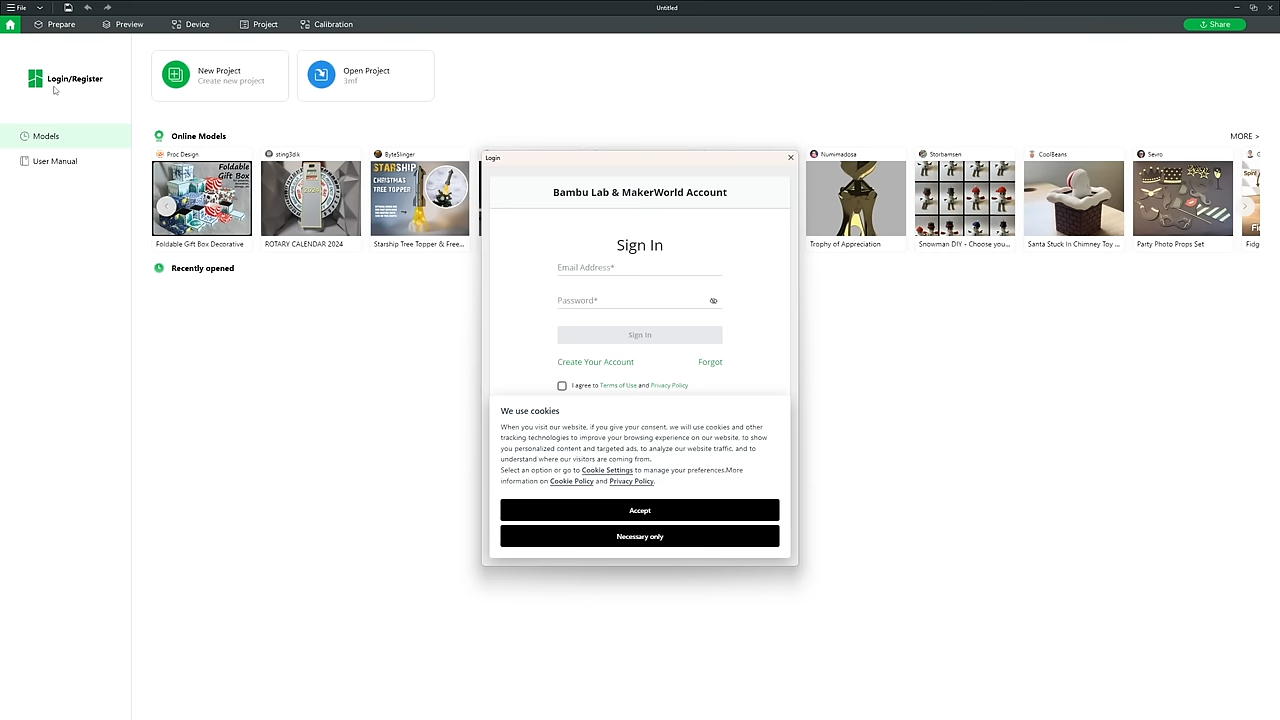 File
Untitled
Prepare
Preview
Device
Project
Calibration
Share
Login/Register
New Project
Create new project
Open Project
3mf
Models
User Manual
Online Models
MORE >
Proc Design
sting3dik
ByteSlinger
Numimadosa
Storbamsen
CoolBeans
Sevro
Foldable
Gift Box
2024
STARSHIP
CHRISTMAS
TREE TOPPER
Foldable Gift Box Decorative
ROTARY CALENDAR 2024
Starship Tree Topper & Free...
Trophy of Appreciation
Snowman DIY - Choose you...
Santa Stuck In Chimney Toy ...
Party Photo Props Set
Fidg
Recently opened
Login
Bambu Lab & MakerWorld Account
Sign In
Email Address*
Password*
Sign In
Create Your Account
Forgot
I agree to Terms of Use and Privacy Policy
We use cookies
When you visit our website, if you give your consent, we will use cookies and other
tracking technologies to improve your browsing experience on our website, to show
you personalized content and targeted ads, to analyze our website traffic, and to
understand where our visitors are coming from.
Select an option or go to Cookie Settings to manage your preferences.More
information on Cookie Policy and Privacy Policy.
Accept
Necessary only